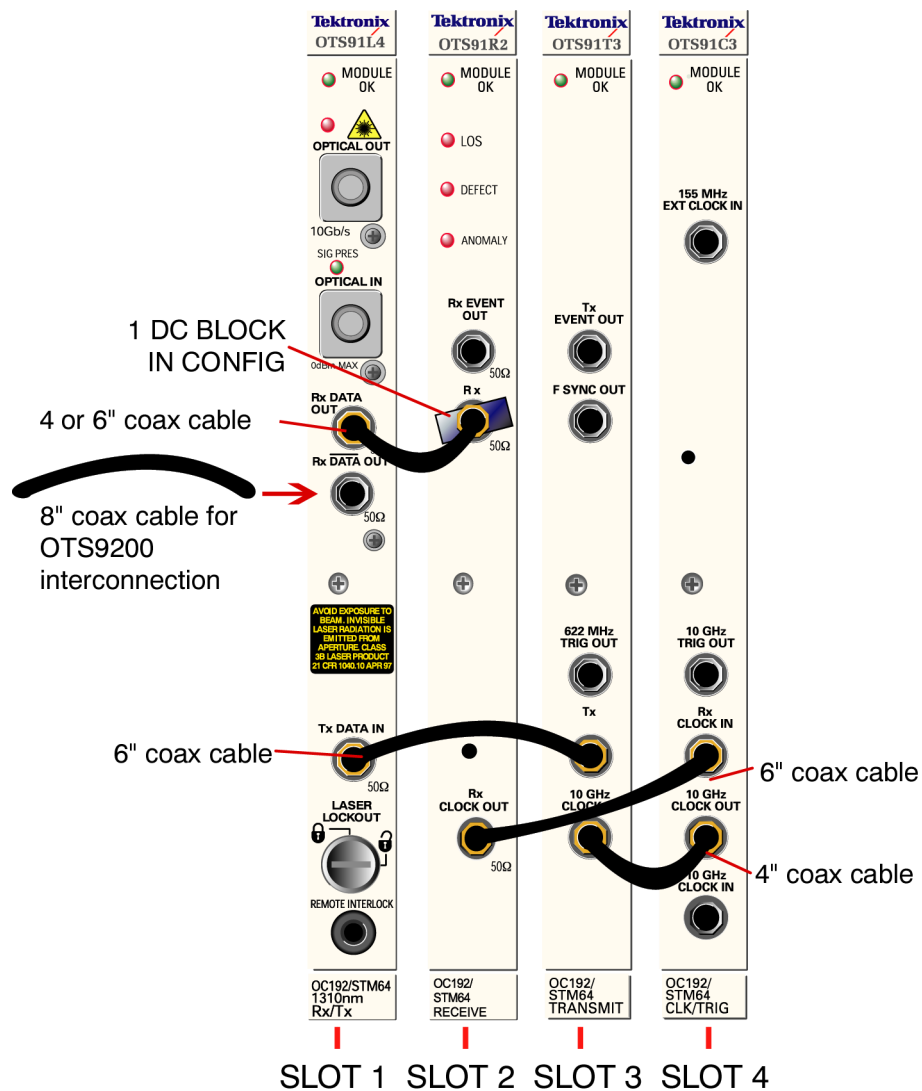 Tektronix
OTS91L4
MODULE
OK
OPTICAL OUT
10Gb/s
SIG PRES
OPTICAL IN
0dBm MAX
Rx DATA
OUT
Rx DATA OUT
50Ω
AVOID EXPOSURE TO
BEAM. INVISIBLE
LASER RADIATION IS
EMITTED FROM
APERTURE. CLASS
3B LASER PRODUCT
21 CFR 1040.10 APR 97
Tx DATA IN
50Ω
LASER
LOCKOUT
REMOTE INTERLOCK
OC192/STM64
1310nm
Rx/Tx
SLOT 1
Tektronix
OTS91R2
MODULE
OK
LOS
DEFECT
ANOMALY
Rx EVENT
OUT
50Ω
Rx
50Ω
Rx
CLOCK OUT
50Ω
OC192/
STM64
RECEIVE
SLOT 2
Tektronix
OTS91T3
MODULE
OK
Tx
EVENT OUT
F SYNC OUT
622 MHz
TRIG OUT
Tx
10 GHz
CLOCK
OC192/
STM64
TRANSMIT
SLOT 3
Tektronix
OTS91C3
MODULE
OK
155 MHz
EXT CLOCK IN
10 GHz
TRIG OUT
Rx
CLOCK IN
10 GHz
CLOCK OUT
10 GHz
CLOCK IN
OC192/
STM64
CLK/TRIG
SLOT 4
1 DC BLOCK
IN CONFIG
4 or 6" coax cable
8" coax cable for
OTS9200
interconnection
6" coax cable
6" coax cable
4" coax cable